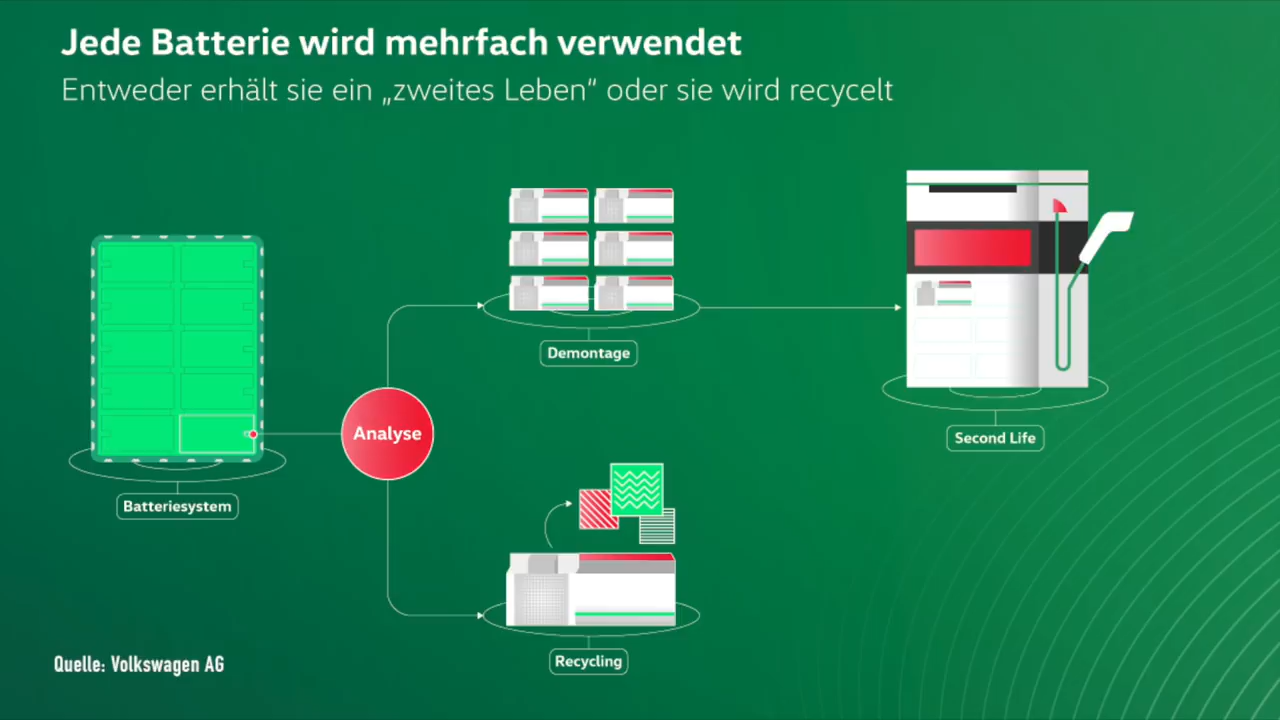 Jede Batterie wird mehrfach verwendet
Entweder erhält sie ein „zweites Leben“ oder sie wird recycelt
Demontage
Analyse
Second Life
Batteriesystem
Recycling
Quelle: Volkswagen AG